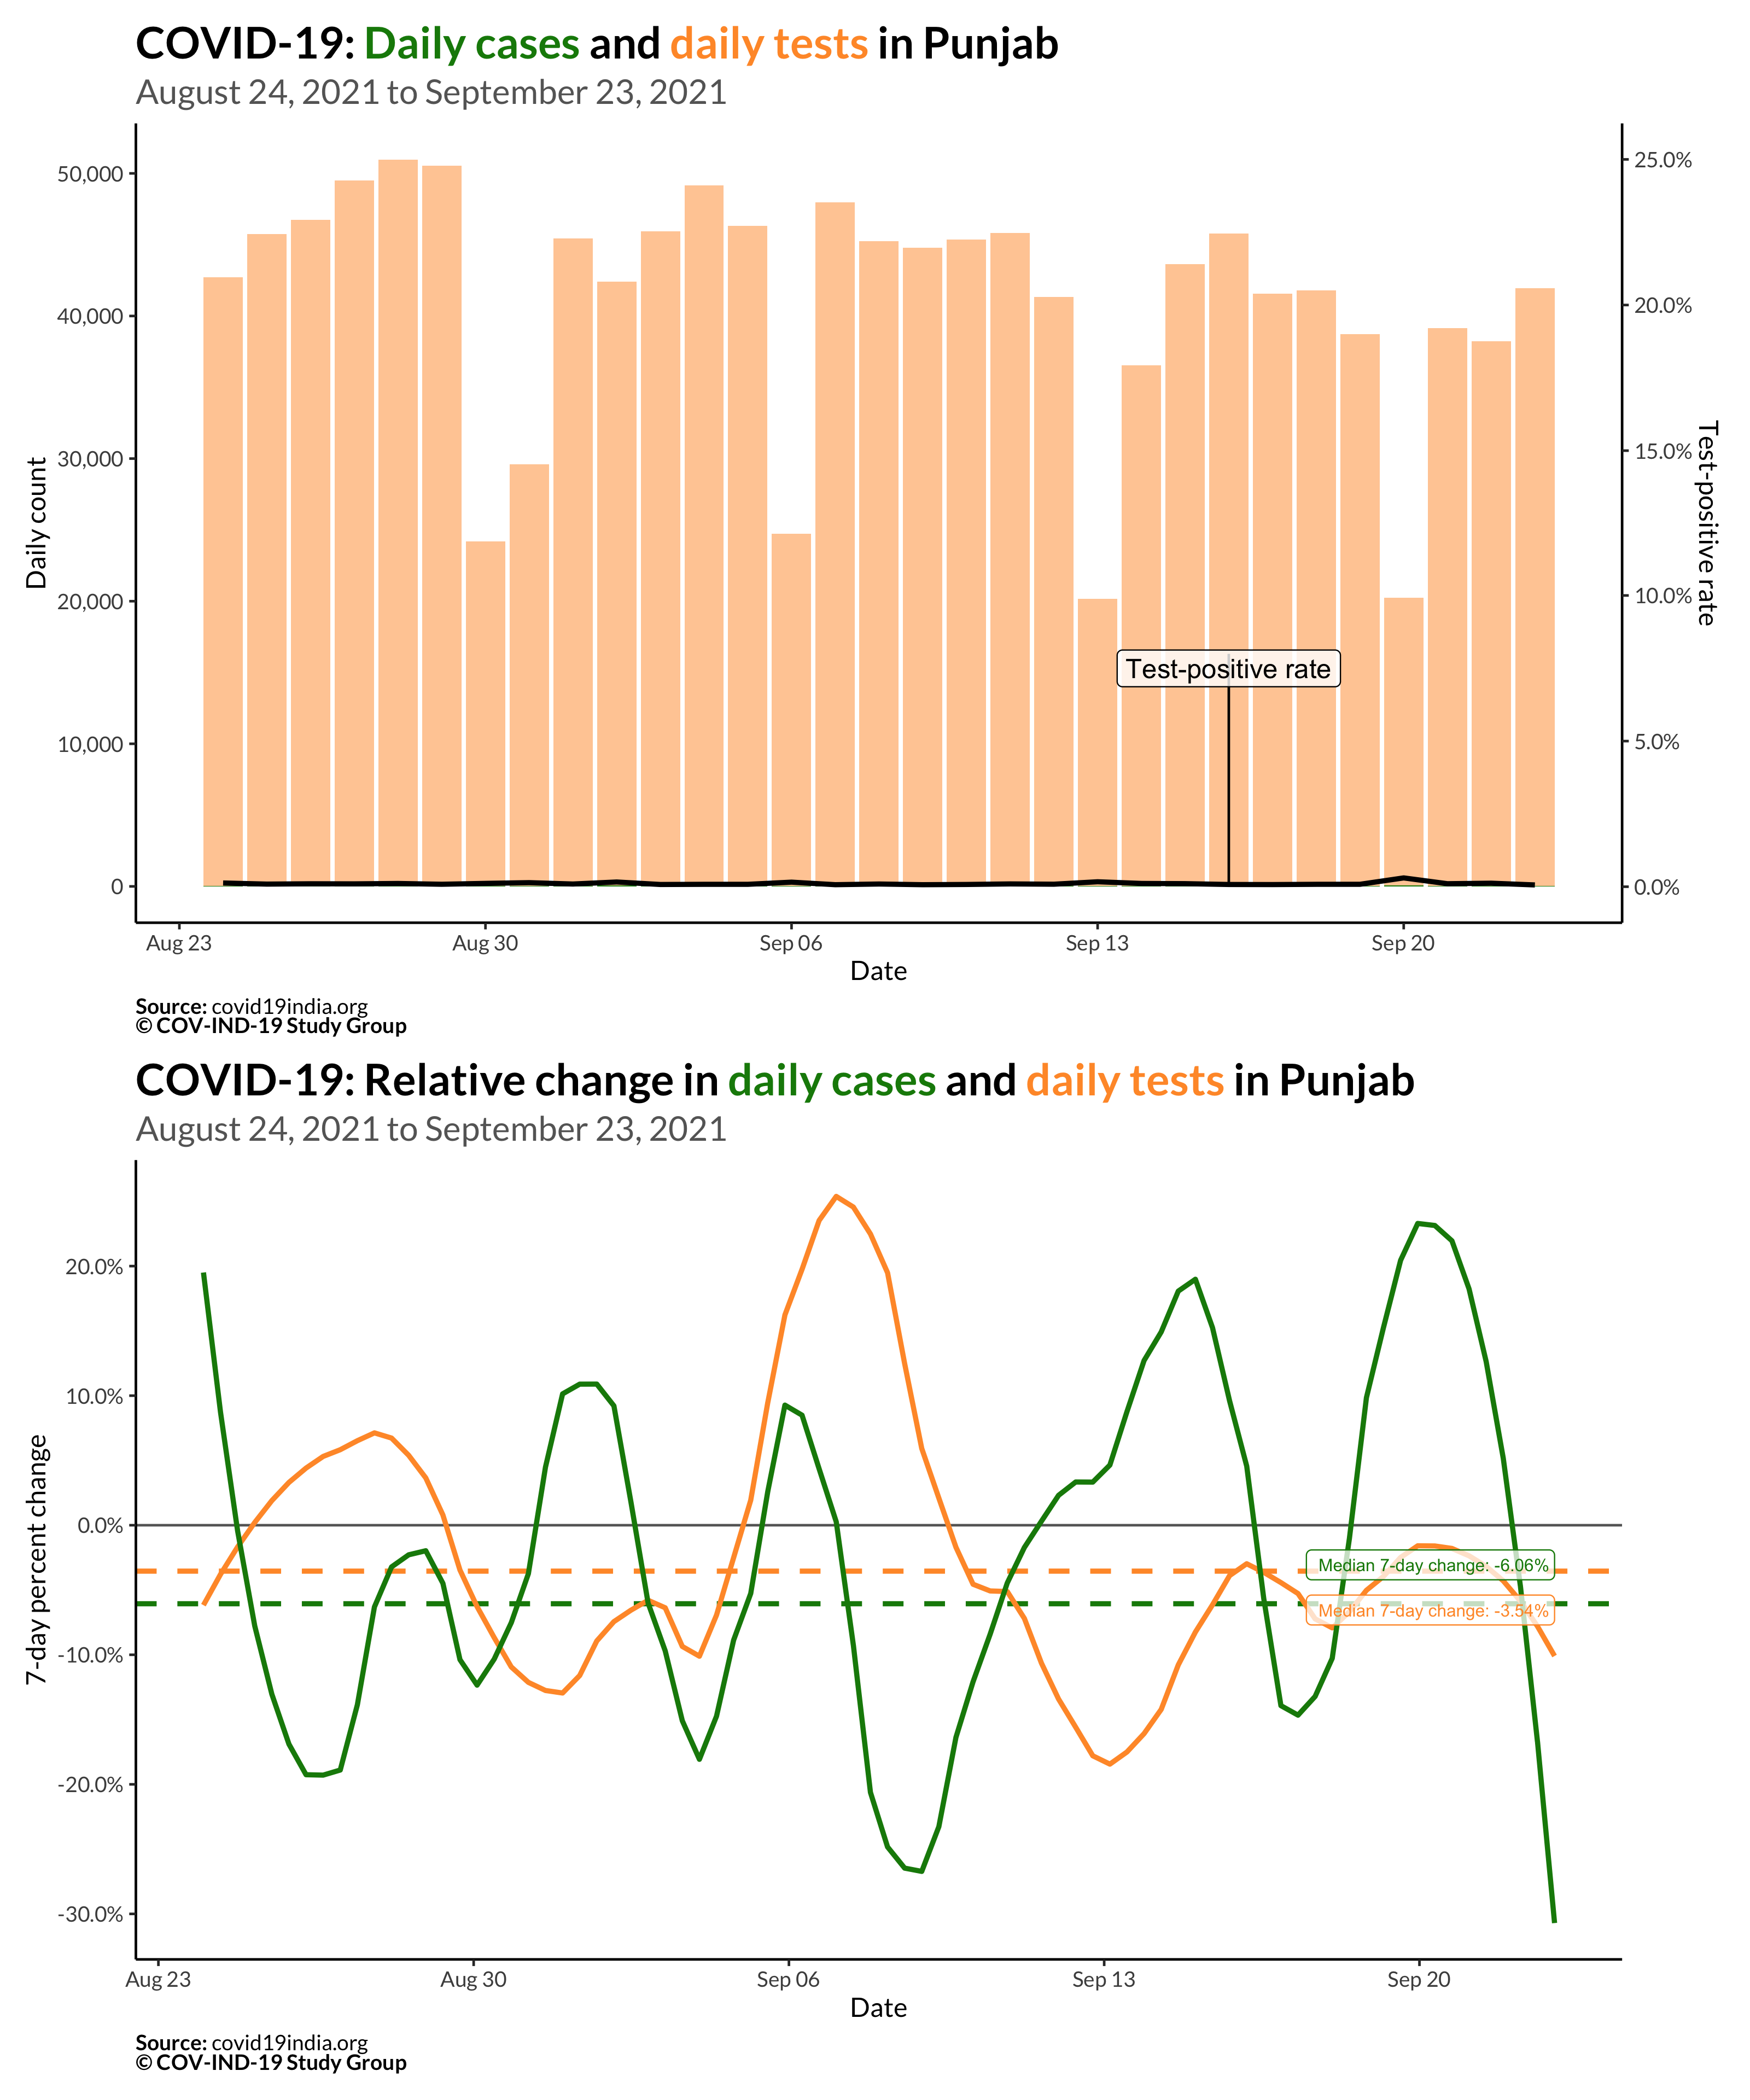 COVID-19: Daily cases and daily tests in Punjab
August 24, 2021 to September 23, 2021
50,000
40,000
30,000
20,000
10,000
0
Daily count
25.0%
20.0%
15.0%
10.0%
5.0%
0.0%
Test-positive rate
Test-positive rate
Aug 23
Aug 30
Sep 06
Sep 13
Sep 20
Date
Source: covid19india.org
© COV-IND-19 Study Group
COVID-19: Relative change in daily cases and daily tests in Punjab
August 24, 2021 to September 23, 2021
20.0%
10.0%
0.0%
-10.0%
-20.0%
-30.0%
7-day percent change
Median 7-day change: -6.06%
Median 7-day change: -3.54%
Aug 23
Aug 30
Sep 06
Sep 13
Sep 20
Date
Source: covid19india.org
© COV-IND-19 Study Group